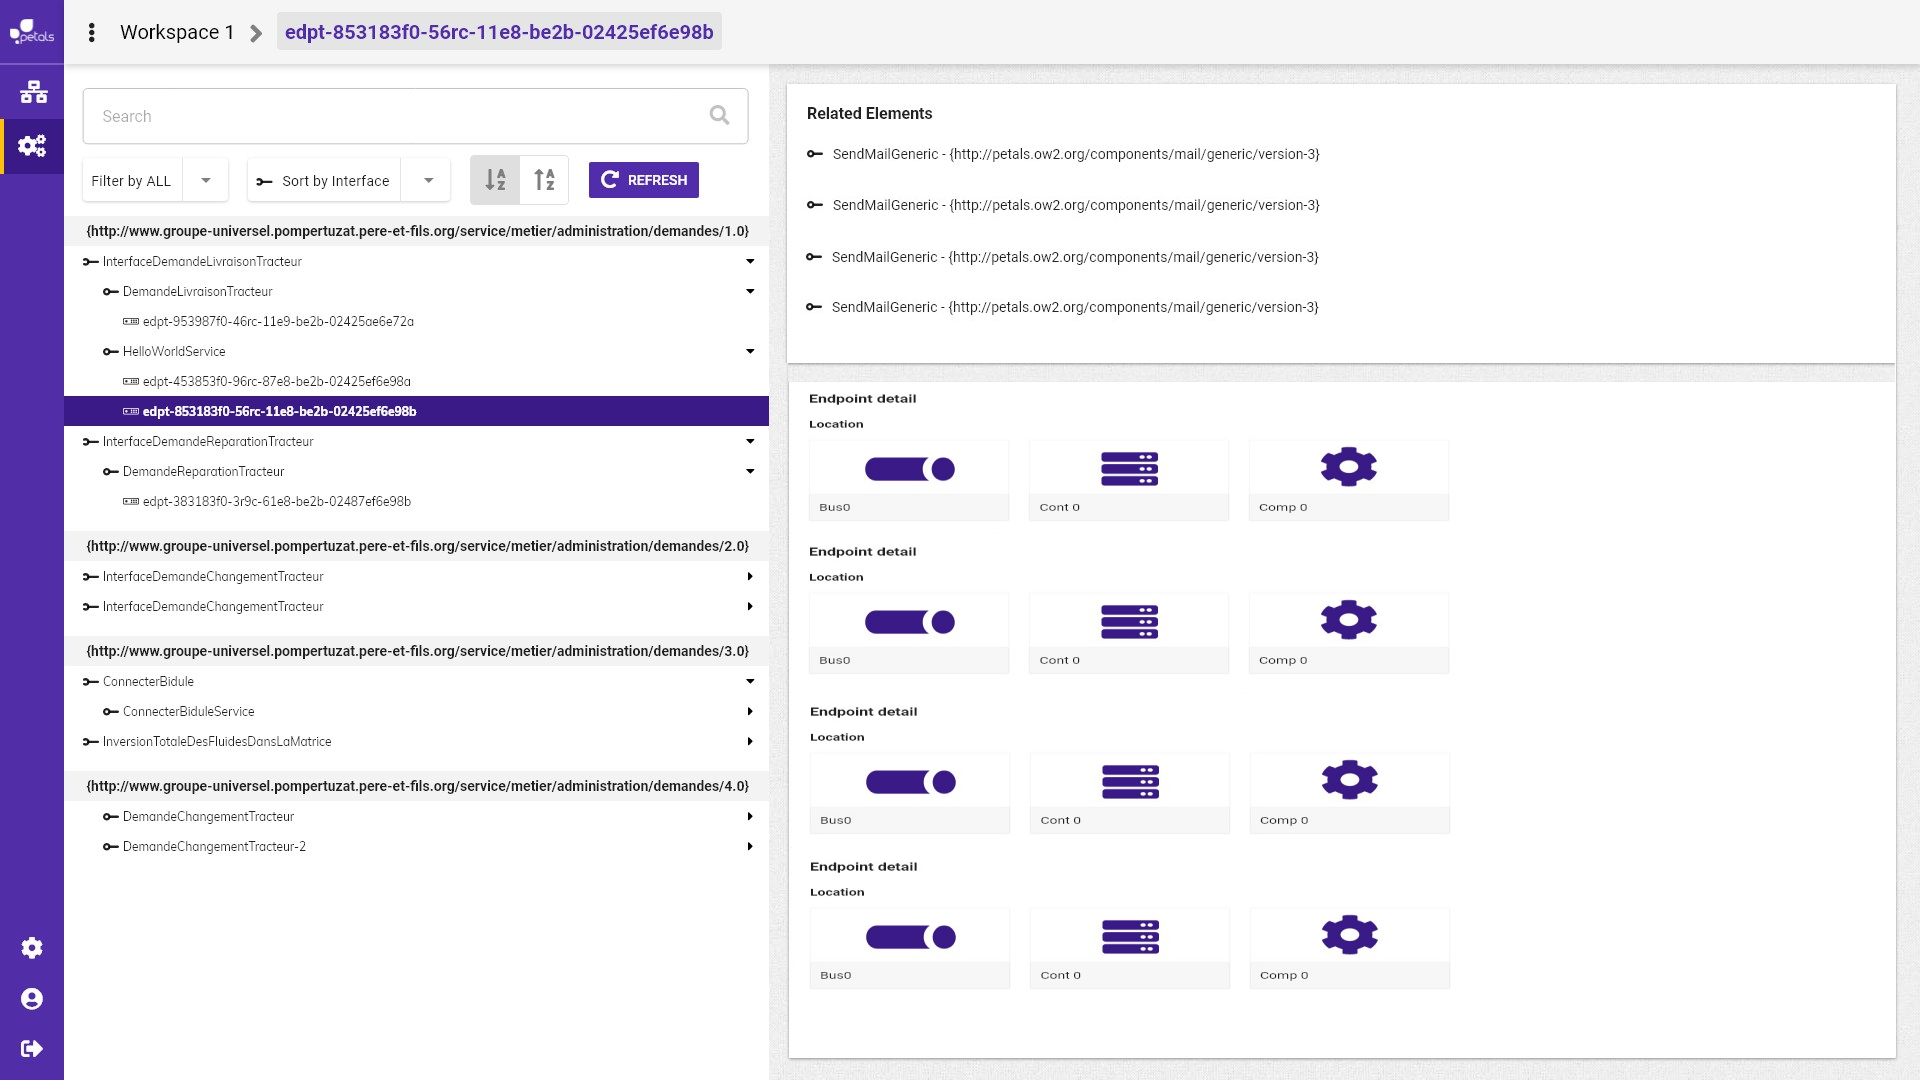 petals
Workspace 1
edpt-853183f0-56rc-11e8-be2b-02425ef6e98b
Search
Filter by ALL
Sort by Interface
A
Z
A
Z
REFRESH
{http://www.groupe-universel.pompertuzat.pere-et-fils.org/service/metier/administration/demandes/1.0}
InterfaceDemandeLivraisonTracteur
DemandeLivraisonTracteur
edpt-953987f0-46rc-11e9-be2b-02425ae6e72a
HelloWorldService
edpt-453853f0-96rc-87e8-be2b-02425ef6e98a
edpt-853183f0-56rc-11e8-be2b-02425ef6e98b
InterfaceDemandeReparationTracteur
DemandeReparationTracteur
edpt-383183f0-3r9c-61e8-be2b-02487ef6e98b
{http://www.groupe-universel.pompertuzat.pere-et-fils.org/service/metier/administration/demandes/2.0}
InterfaceDemandeChangementTracteur
InterfaceDemandeChangementTracteur
{http://www.groupe-universel.pompertuzat.pere-et-fils.org/service/metier/administration/demandes/3.0}
ConnecterBidule
ConnecterBiduleService
InversionTotaleDesFluidesDansLaMatrice
{http://www.groupe-universel.pompertuzat.pere-et-fils.org/service/metier/administration/demandes/4.0}
DemandeChangementTracteur
DemandeChangementTracteur-2
Related Elements
SendMailGeneric - {http://petals.ow2.org/components/mail/generic/version-3}
SendMailGeneric - {http://petals.ow2.org/components/mail/generic/version-3}
SendMailGeneric - {http://petals.ow2.org/components/mail/generic/version-3}
SendMailGeneric - {http://petals.ow2.org/components/mail/generic/version-3}
Endpoint detail
Location
Bus0
Cont 0
Comp 0
Endpoint detail
Location
Bus0
Cont 0
Comp 0
Endpoint detail
Location
Bus0
Cont 0
Comp 0
Endpoint detail
Location
Bus0
Cont 0
Comp 0